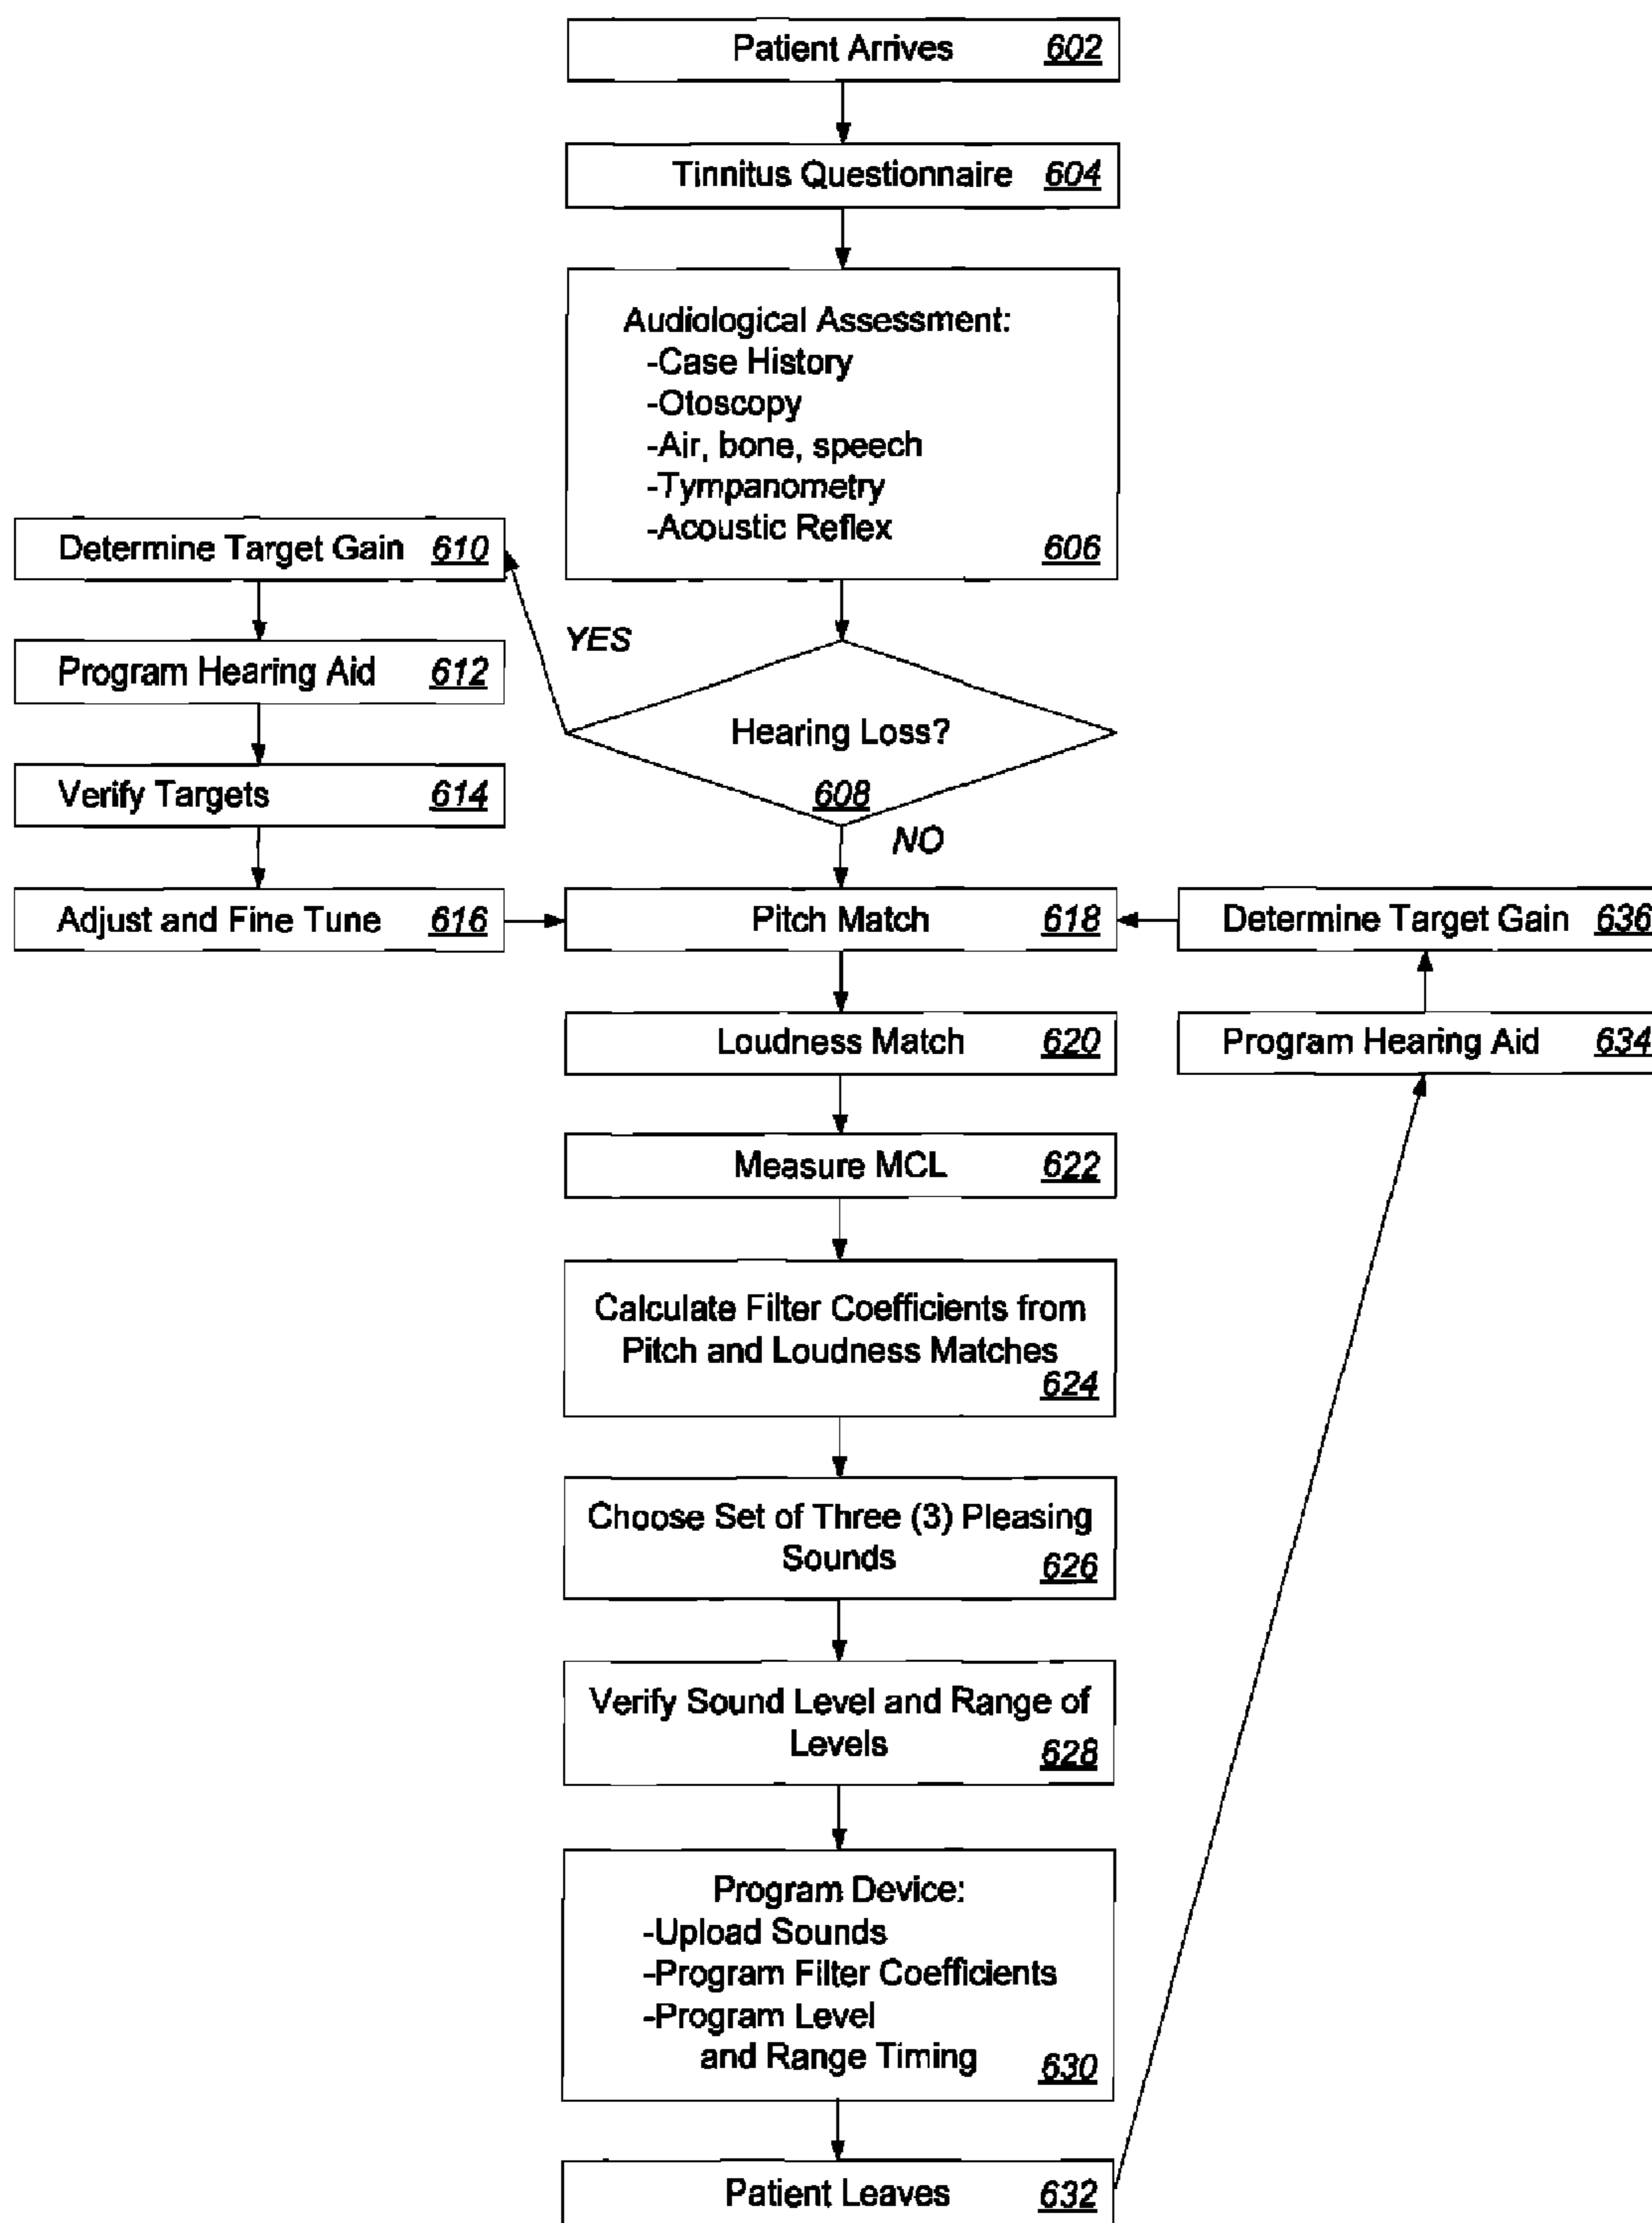 Patient Arrives 602
Tinnitus Questionnaire 604
Audiological Assessment:
-Case History
-Otoscopy
-Air, bone, speech
-Tympanometry
-Acoustic Reflex
606
Hearing Loss?
608
YES
NO
Determine Target Gain 610
Program Hearing Aid 612
Verify Targets 614
Adjust and Fine Tune 616
Pitch Match 618
Loudness Match 620
Measure MCL 622
Calculate Filter Coefficients from
Pitch and Loudness Matches
624
Choose Set of Three (3) Pleasing
Sounds 626
Verify Sound Level and Range of
Levels 628
Program Device:
-Upload Sounds
-Program Filter Coefficients
-Program Level
and Range Timing 630
Patient Leaves 632
Program Hearing Aid 634
Determine Target Gain 636